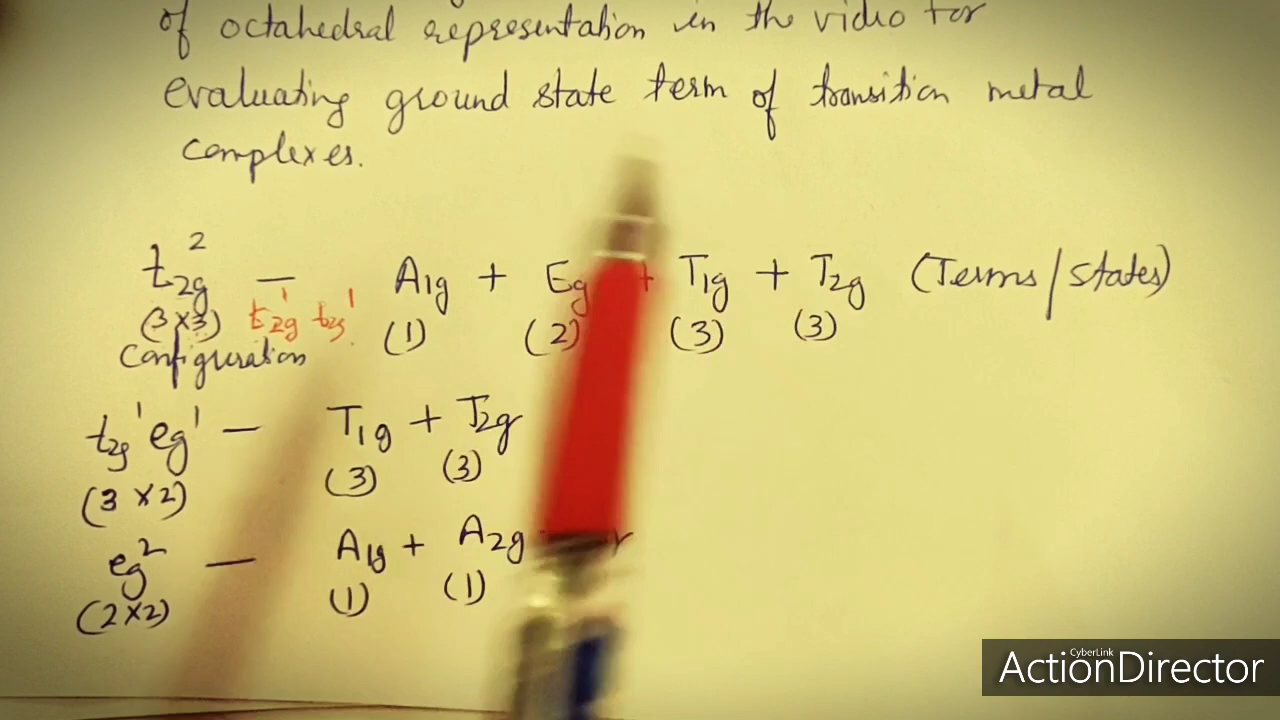 of octahedral representation in the video for
evaluating ground state term of transition metal
complexes.
t₂g² — A₁g + Eg + T₁g + T₂g (Terms/states)
(3×3) t₂g¹ t₂g¹. (1) (2) (3) (3)
Configuration
t₂g¹ eg¹ — T₁g + T₂g
(3×2) (3) (3)
eg² — A₁g + A₂g
(2×2) (1) (1)
CyberLink
ActionDirector